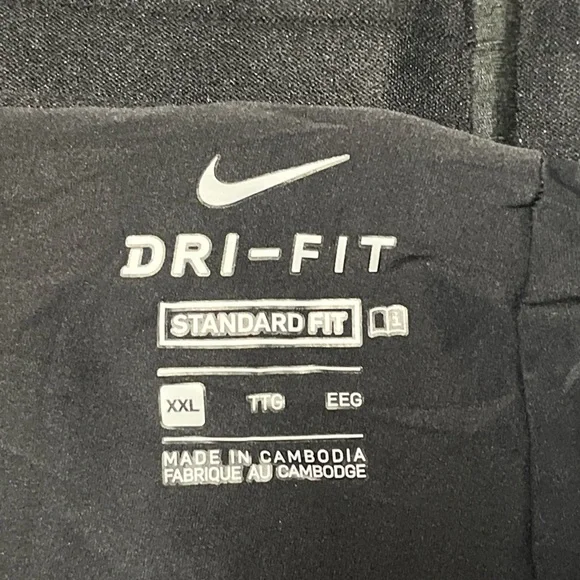 DRI-FIT
STANDARD FIT i
XXL TTG EEG
MADE IN CAMBODIA
FABRIQUE AU CAMBODGE